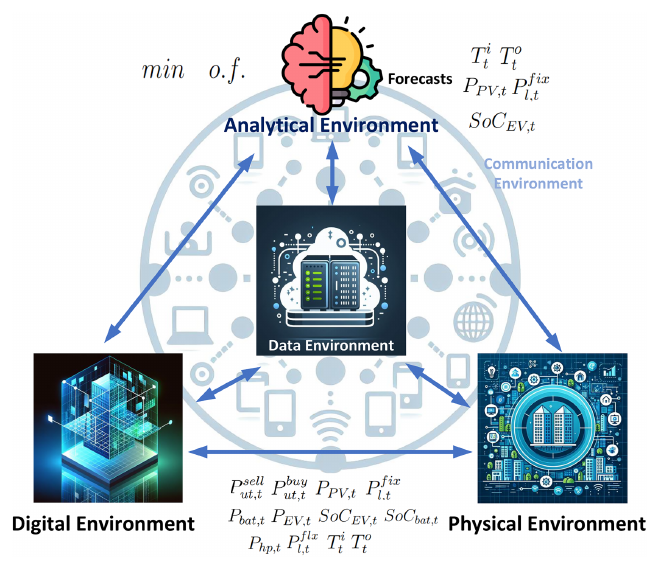 min o.f.
Forecasts
T_t^i T_t^o
P_{PV,t} P_{l,t}^{fix}
SoC_{EV,t}
Analytical Environment
Communication
Environment
Data Environment
P_{ut,t}^{sell} P_{ut,t}^{buy} P_{PV,t} P_{l,t}^{fix}
P_{bat,t} P_{EV,t} SoC_{EV,t} SoC_{bat,t}
P_{hp,t} P_{l,t}^{flx} T_t^i T_t^o
Digital Environment
Physical Environment